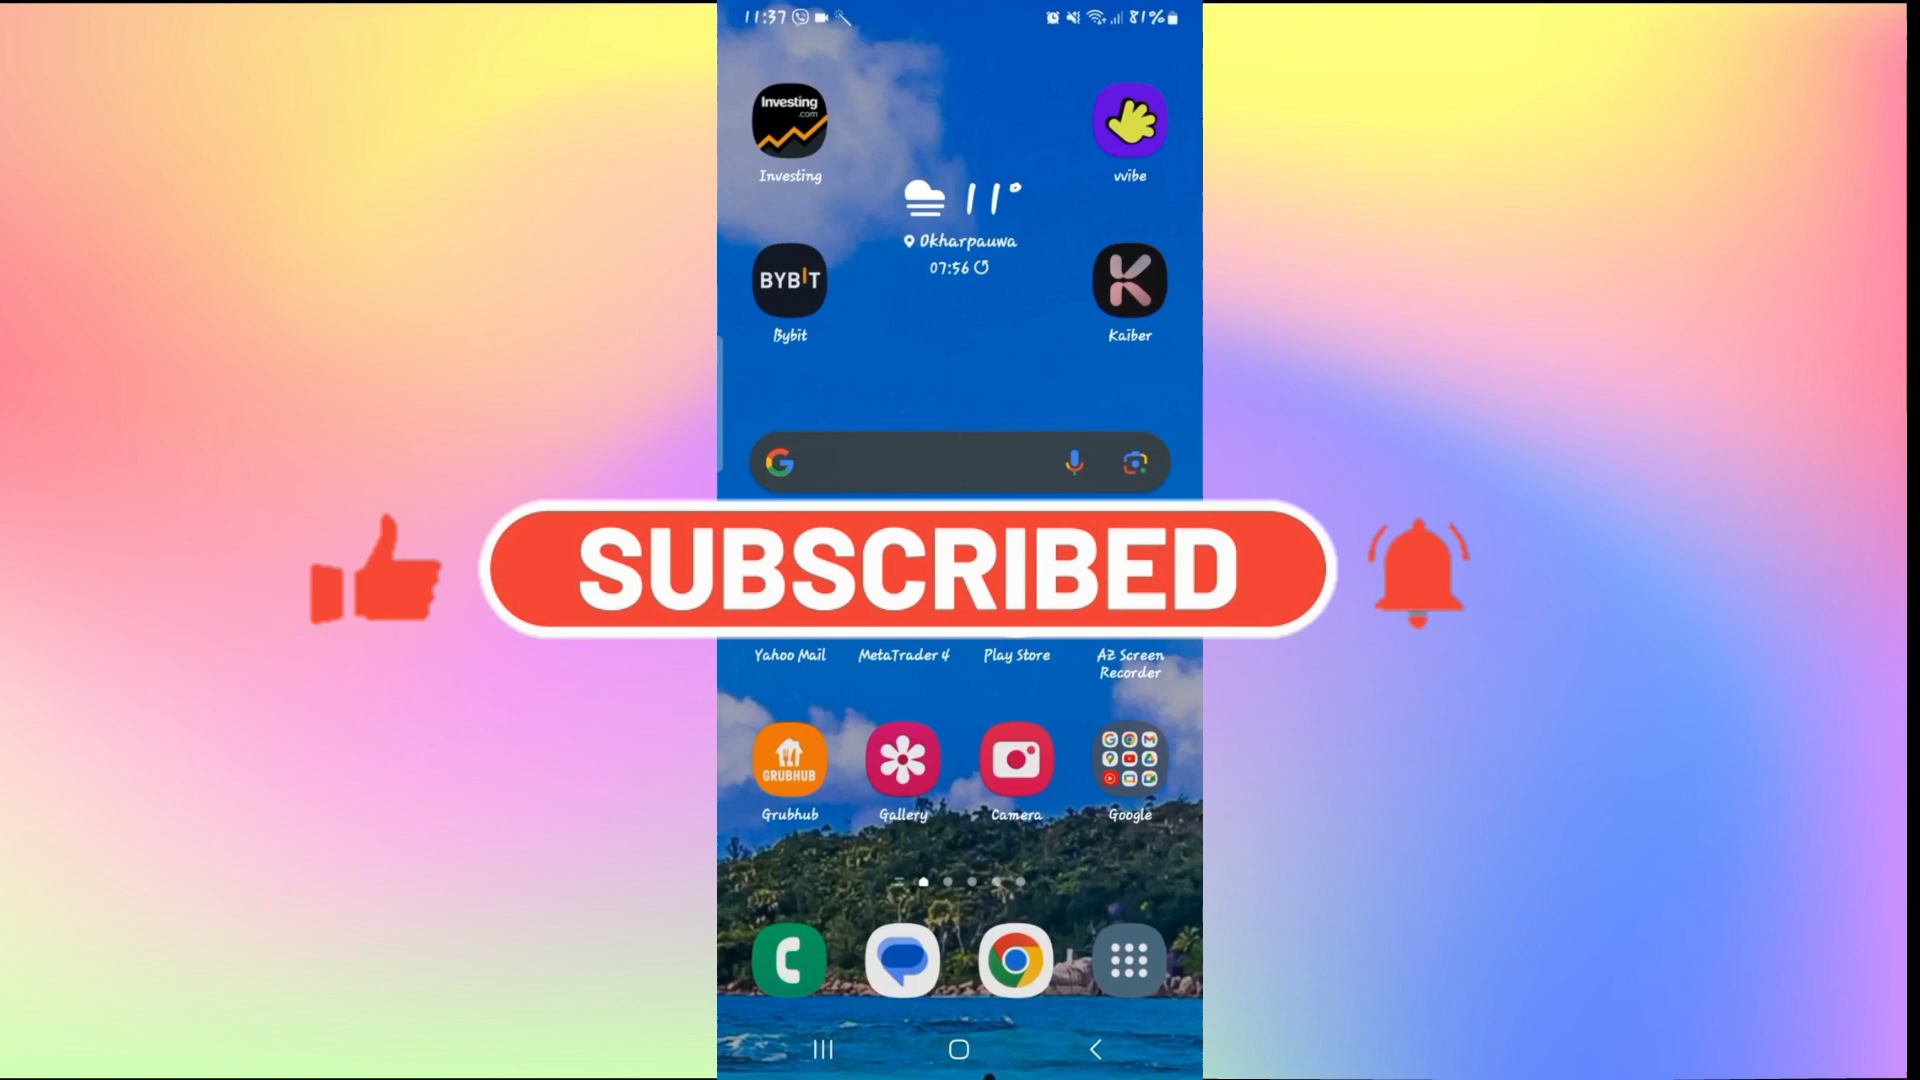 11:37
81%
Investing
.com
Investing
vvibe
11°
Okharpauwa
07:56
BYBIT
Bybit
Kaiber
SUBSCRIBED
Yahoo Mail
MetaTrader 4
Play Store
AZ Screen
Recorder
GRUBHUB
Grubhub
Gallery
Camera
Google